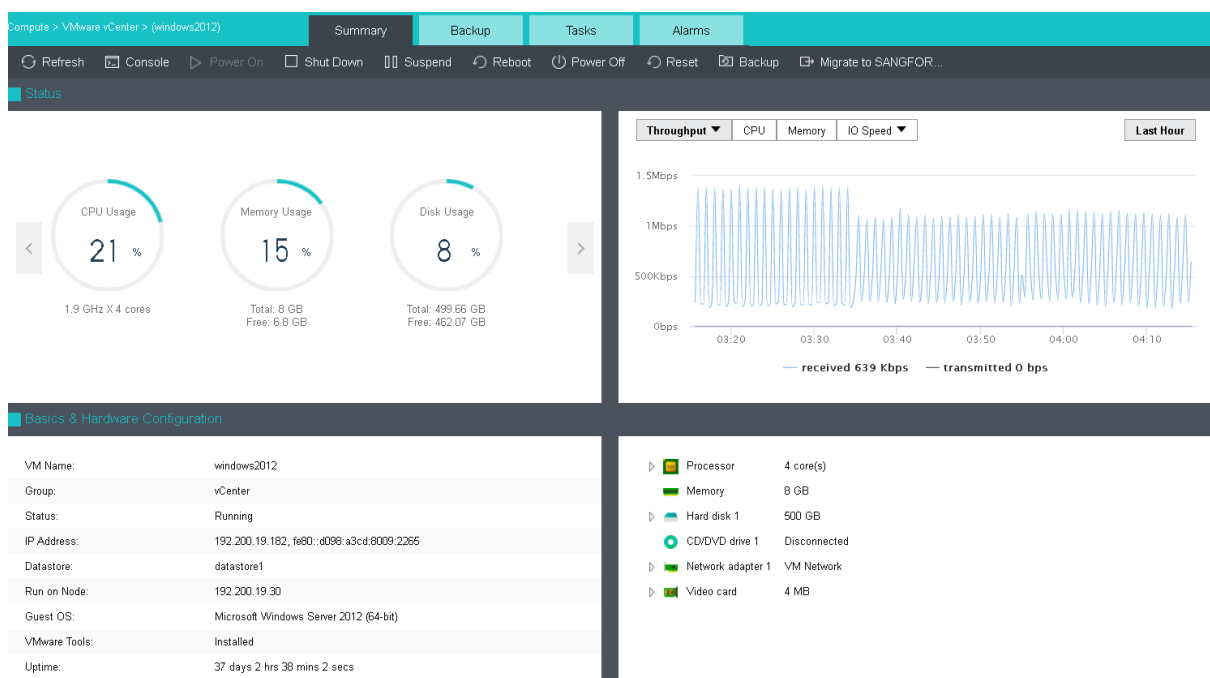 Compute > VMware vCenter > (windows2012)
Summary
Backup
Tasks
Alarms
Refresh
Console
Power On
Shut Down
Suspend
Reboot
Power Off
Reset
Backup
Migrate to SANGFOR...
Status
CPU Usage
21 %
1.9 GHz X 4 cores
Memory Usage
15 %
Total: 8 GB
Free: 6.8 GB
Disk Usage
8 %
Total: 499.66 GB
Free: 462.07 GB
Throughput
CPU
Memory
IO Speed
Last Hour
1.5Mbps
1Mbps
500Kbps
0bps
03:20
03:30
03:40
03:50
04:00
04:10
received 639 Kbps
transmitted 0 bps
Basics & Hardware Configuration
VM Name: windows2012
Group: vCenter
Status: Running
IP Address: 192.200.19.182, fe80::d098:a3cd:8009:2265
Datastore: datastore1
Run on Node: 192.200.19.30
Guest OS: Microsoft Windows Server 2012 (64-bit)
VMware Tools: Installed
Uptime: 37 days 2 hrs 38 mins 2 secs
Processor 4 core(s)
Memory 8 GB
Hard disk 1 500 GB
CD/DVD drive 1 Disconnected
Network adapter 1 VM Network
Video card 4 MB